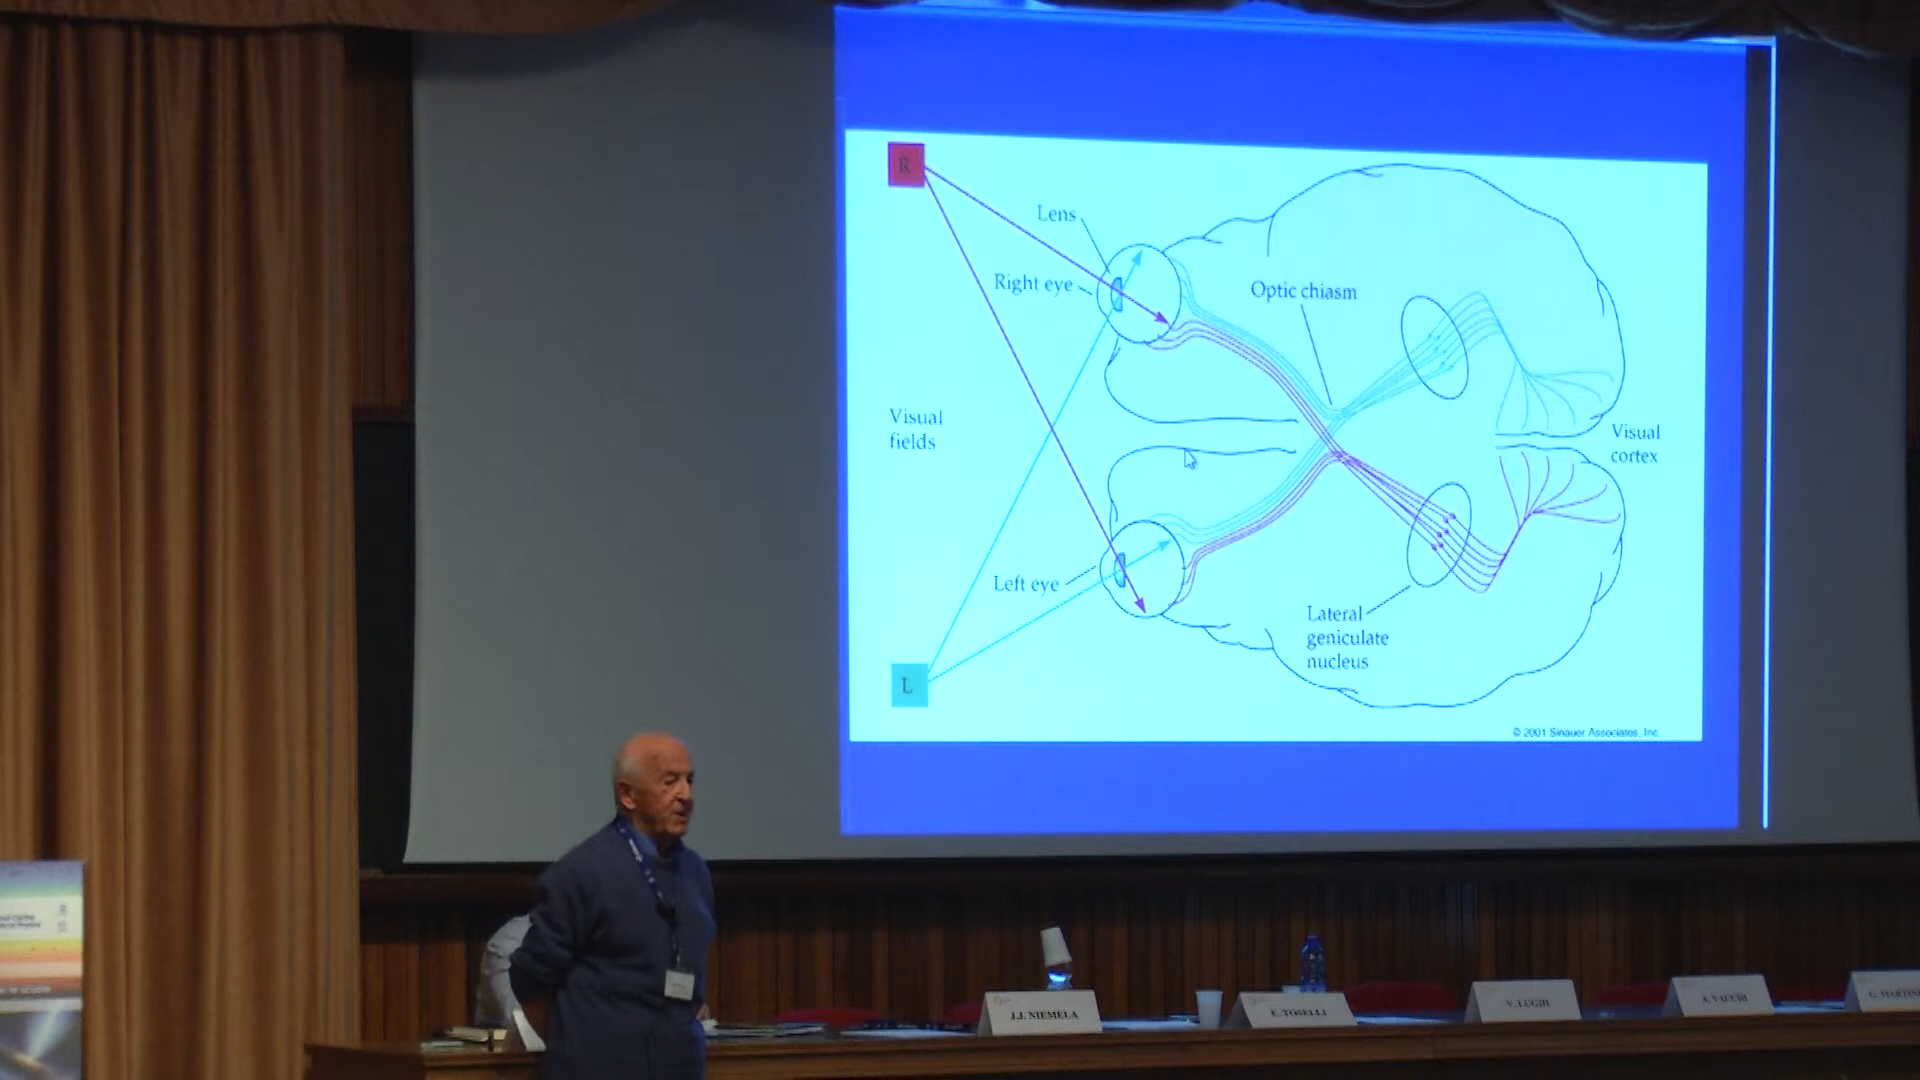 R
Lens
Right eye
Optic chiasm
Visual
fields
Visual
cortex
Left eye
Lateral
geniculate
nucleus
L
© 2001 Sinauer Associates, Inc.
J.J. NIEMELA
E. TOSELLI
V. LUGHI
A. VACCHI
G. MARTIN